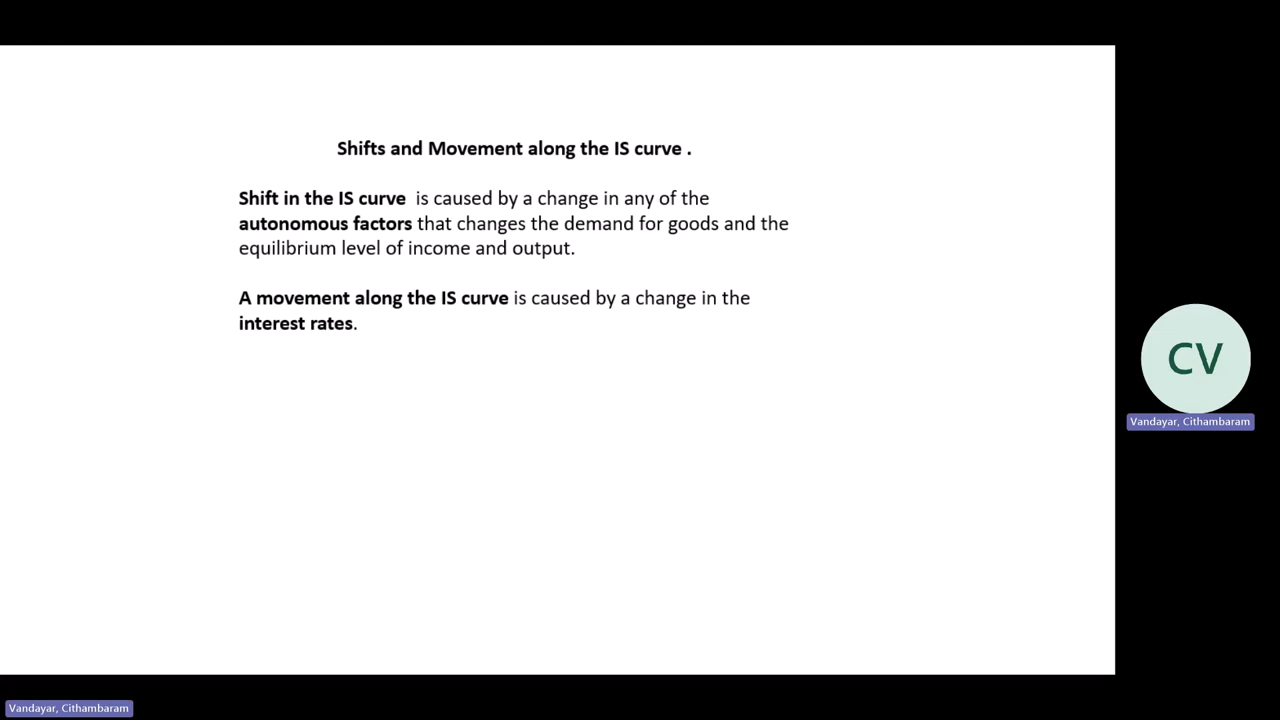 Shifts and Movement along the IS curve .
Shift in the IS curve is caused by a change in any of the
autonomous factors that changes the demand for goods and the
equilibrium level of income and output.
A movement along the IS curve is caused by a change in the
interest rates.
CV
Vandayar, Cithambaram
Vandayar, Cithambaram